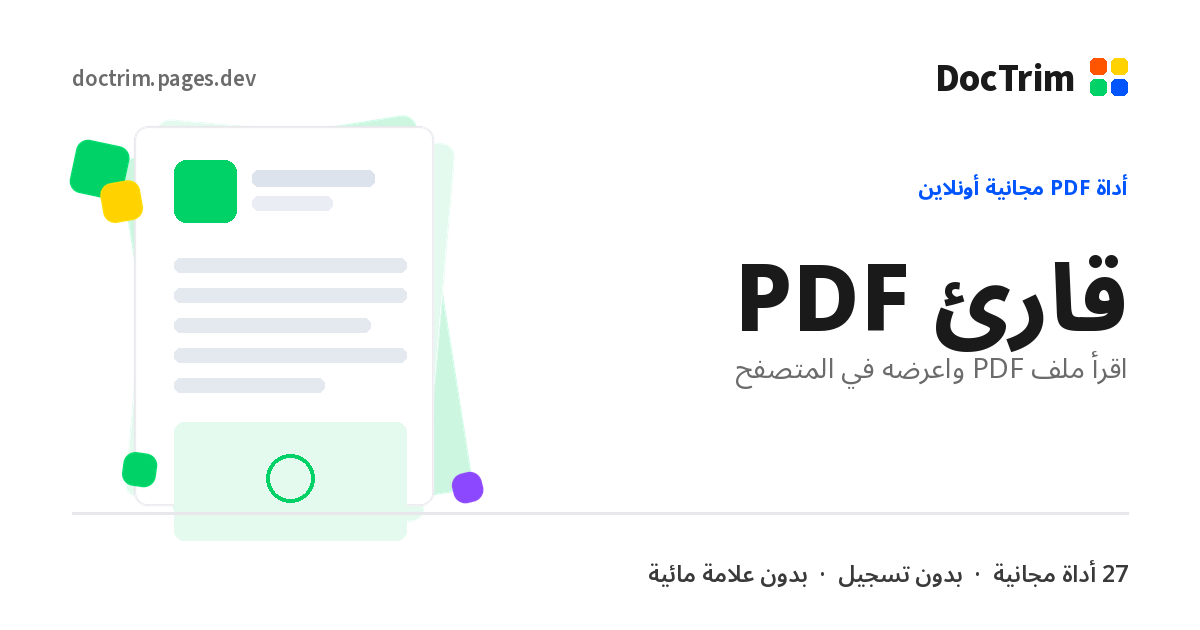 DocTrim
doctrim.pages.dev
أداة PDF مجانية أونلاين
قارئ PDF
اقرأ ملف PDF واعرضه في المتصفح
27 أداة مجانية · بدون تسجيل · بدون علامة مائية